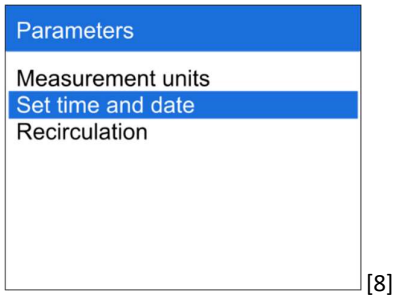 Parameters
Measurement units
Set time and date
Recirculation
[8]